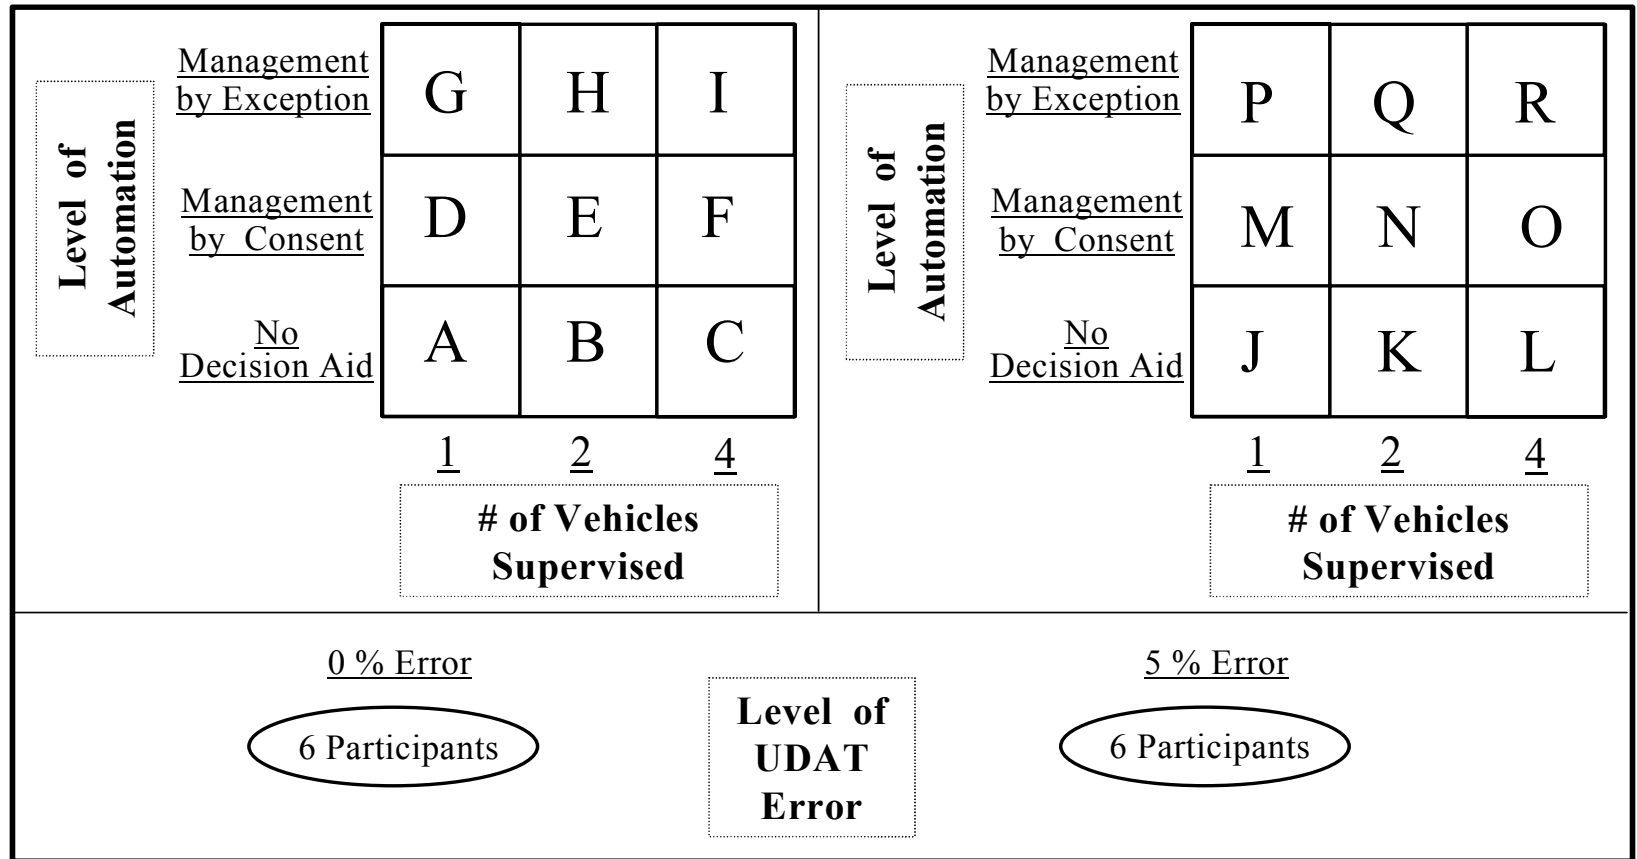 Level of
Automation
Management
by Exception
G H I
Management
by Consent
D E F
No
Decision Aid
A B C
1 2 4
# of Vehicles
Supervised
Level of
Automation
Management
by Exception
P Q R
Management
by Consent
M N O
No
Decision Aid
J K L
1 2 4
# of Vehicles
Supervised
0 % Error
6 Participants
Level of
UDAT
Error
5 % Error
6 Participants